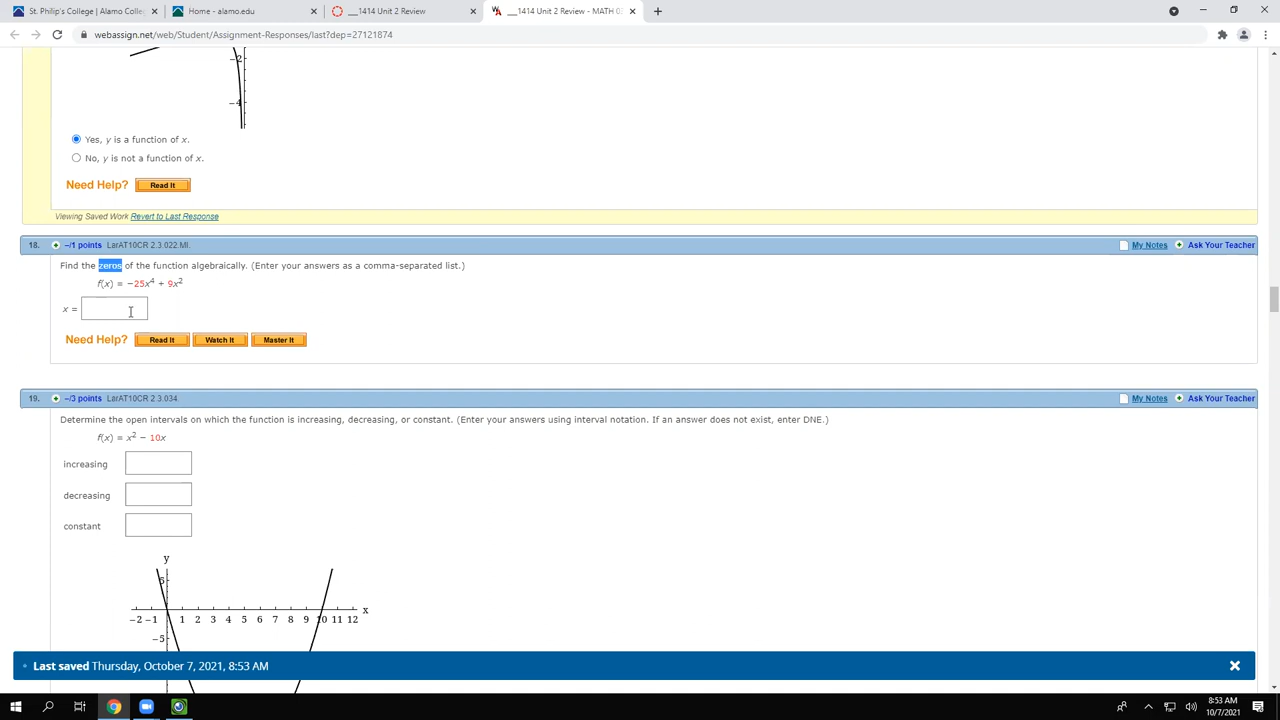 St. Philip's College | Alamo Colle
Home - alamo.edu
__1414 Unit 2 Review
__1414 Unit 2 Review - MATH 0
webassign.net/web/Student/Assignment-Responses/last?dep=27121874
−2
−4
Yes, y is a function of x.
No, y is not a function of x.
Need Help? Read It
Viewing Saved Work Revert to Last Response
18. –/1 points LarAT10CR 2.3.022.MI. My Notes Ask Your Teacher
Find the zeros of the function algebraically. (Enter your answers as a comma-separated list.)
f(x) = −25x⁴ + 9x²
x =
Need Help? Read It Watch It Master It
19. –/3 points LarAT10CR 2.3.034. My Notes Ask Your Teacher
Determine the open intervals on which the function is increasing, decreasing, or constant. (Enter your answers using interval notation. If an answer does not exist, enter DNE.)
f(x) = x² − 10x
increasing
decreasing
constant
y
5
x
−2 −1 1 2 3 4 5 6 7 8 9 10 11 12
−5
Last saved Thursday, October 7, 2021, 8:53 AM
8:53 AM
10/7/2021